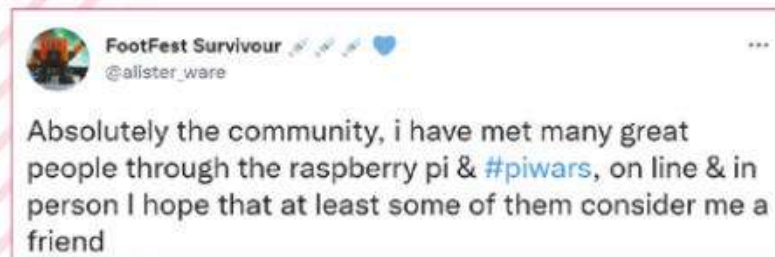 FootFest Survivour 💉 💉 💉 💙
@alister_ware
Absolutely the community, i have met many great
people through the raspberry pi & #piwars, on line & in
person I hope that at least some of them consider me a
friend